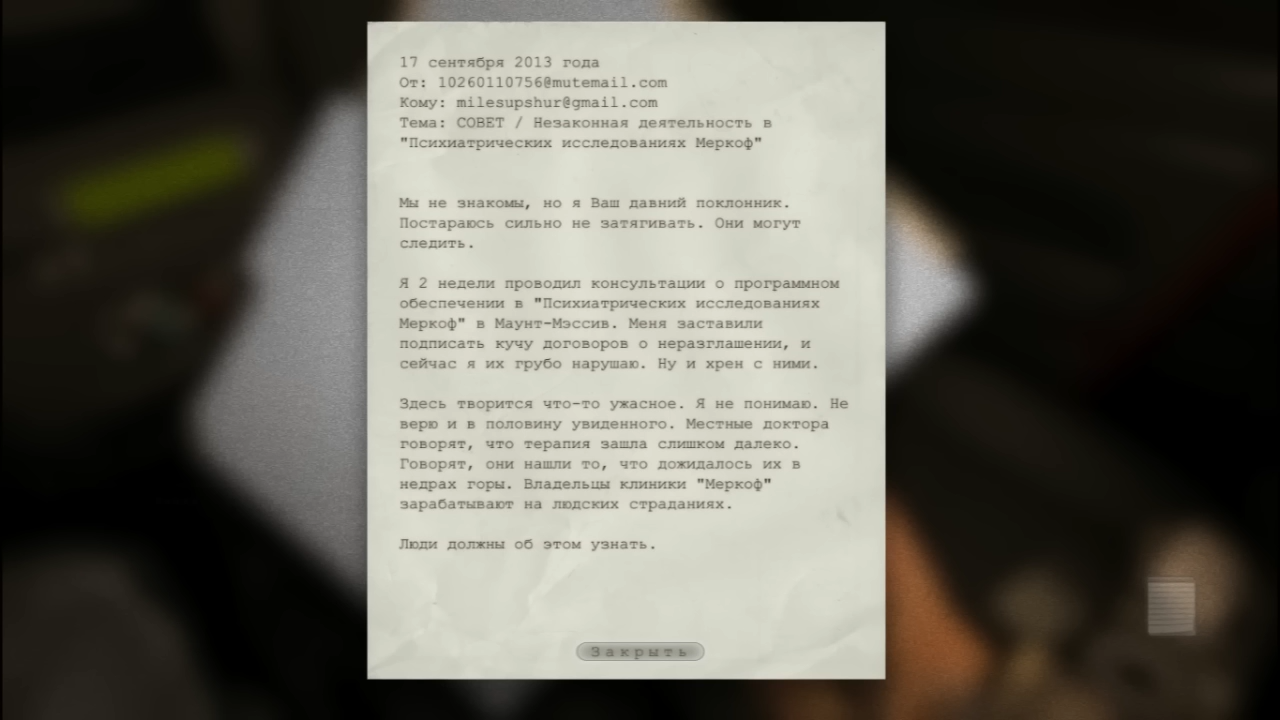 17 сентября 2013 года
От: 10260110756@mutemail.com
Кому: milesupshur@gmail.com
Тема: СОВЕТ / Незаконная деятельность в
"Психиатрических исследованиях Меркоф"
Мы не знакомы, но я Ваш давний поклонник.
Постараюсь сильно не затягивать. Они могут
следить.
Я 2 недели проводил консультации о программном
обеспечении в "Психиатрических исследованиях
Меркоф" в Маунт-Мэссив. Меня заставили
подписать кучу договоров о неразглашении, и
сейчас я их грубо нарушаю. Ну и хрен с ними.
Здесь творится что-то ужасное. Я не понимаю. Не
верю и в половину увиденного. Местные доктора
говорят, что терапия зашла слишком далеко.
Говорят, они нашли то, что дожидалось их в
недрах горы. Владельцы клиники "Меркоф"
зарабатывают на людских страданиях.
Люди должны об этом узнать.
Закрыть